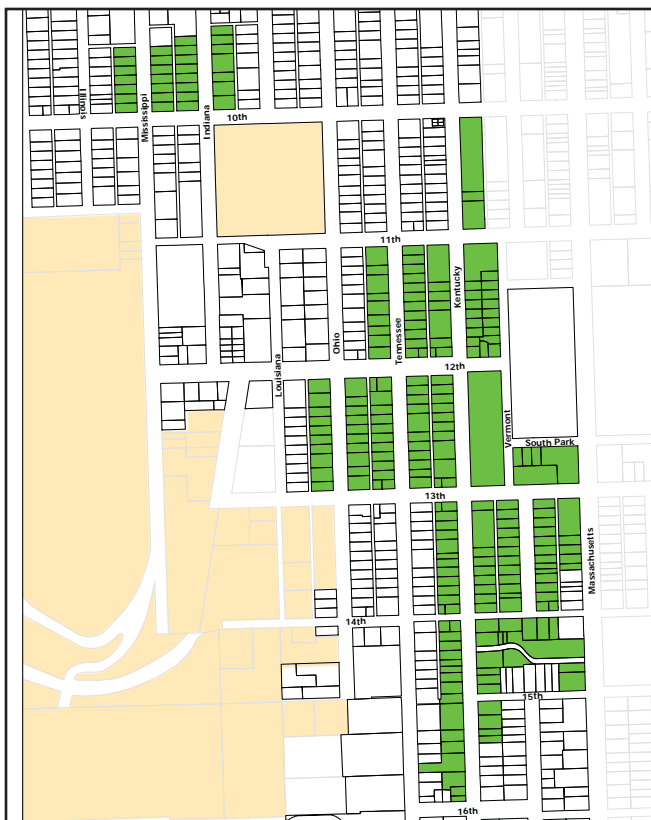 Illinois
Mississippi
Indiana
10th
11th
Kentucky
Ohio
Tennessee
Louisiana
12th
Vermont
South Park
13th
Massachusetts
14th
15th
16th